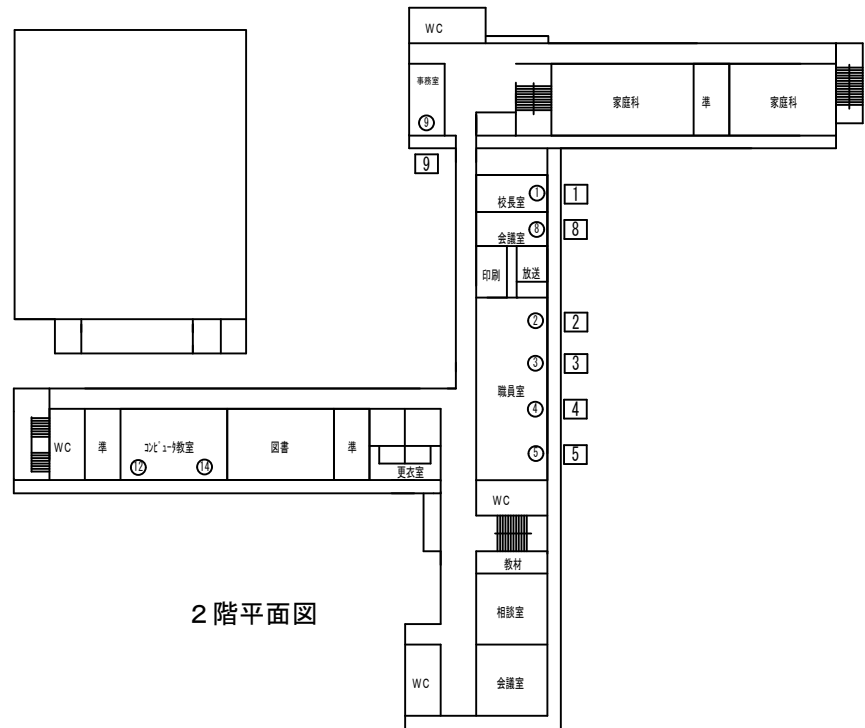 WC
事務室
⑨
9
家庭科
準
家庭科
校長室
①
1
会議室
⑧
8
印刷
放送
②
2
③
3
職員室
④
4
⑤
5
WC
準
ｺﾝﾋﾟｭｰﾀ教室
⑫
⑭
図書
準
更衣室
WC
教材
2階平面図
相談室
WC
会議室